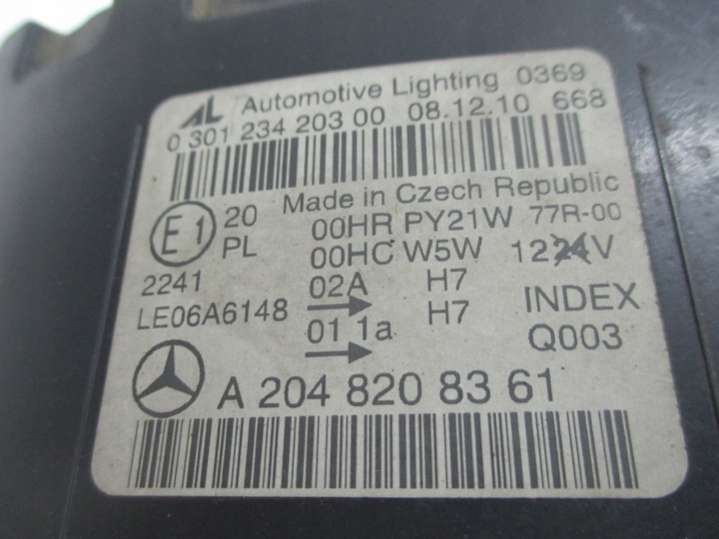 AL Automotive Lighting 0369
0 301 234 203 00 08.12.10 668
Made in Czech Republic
E1 20 00HR PY21W 77R-00
PL 00HC W5W 1224V
2241 02A H7
LE06A6148 01 1a H7 INDEX
Q003
A 204 820 83 61